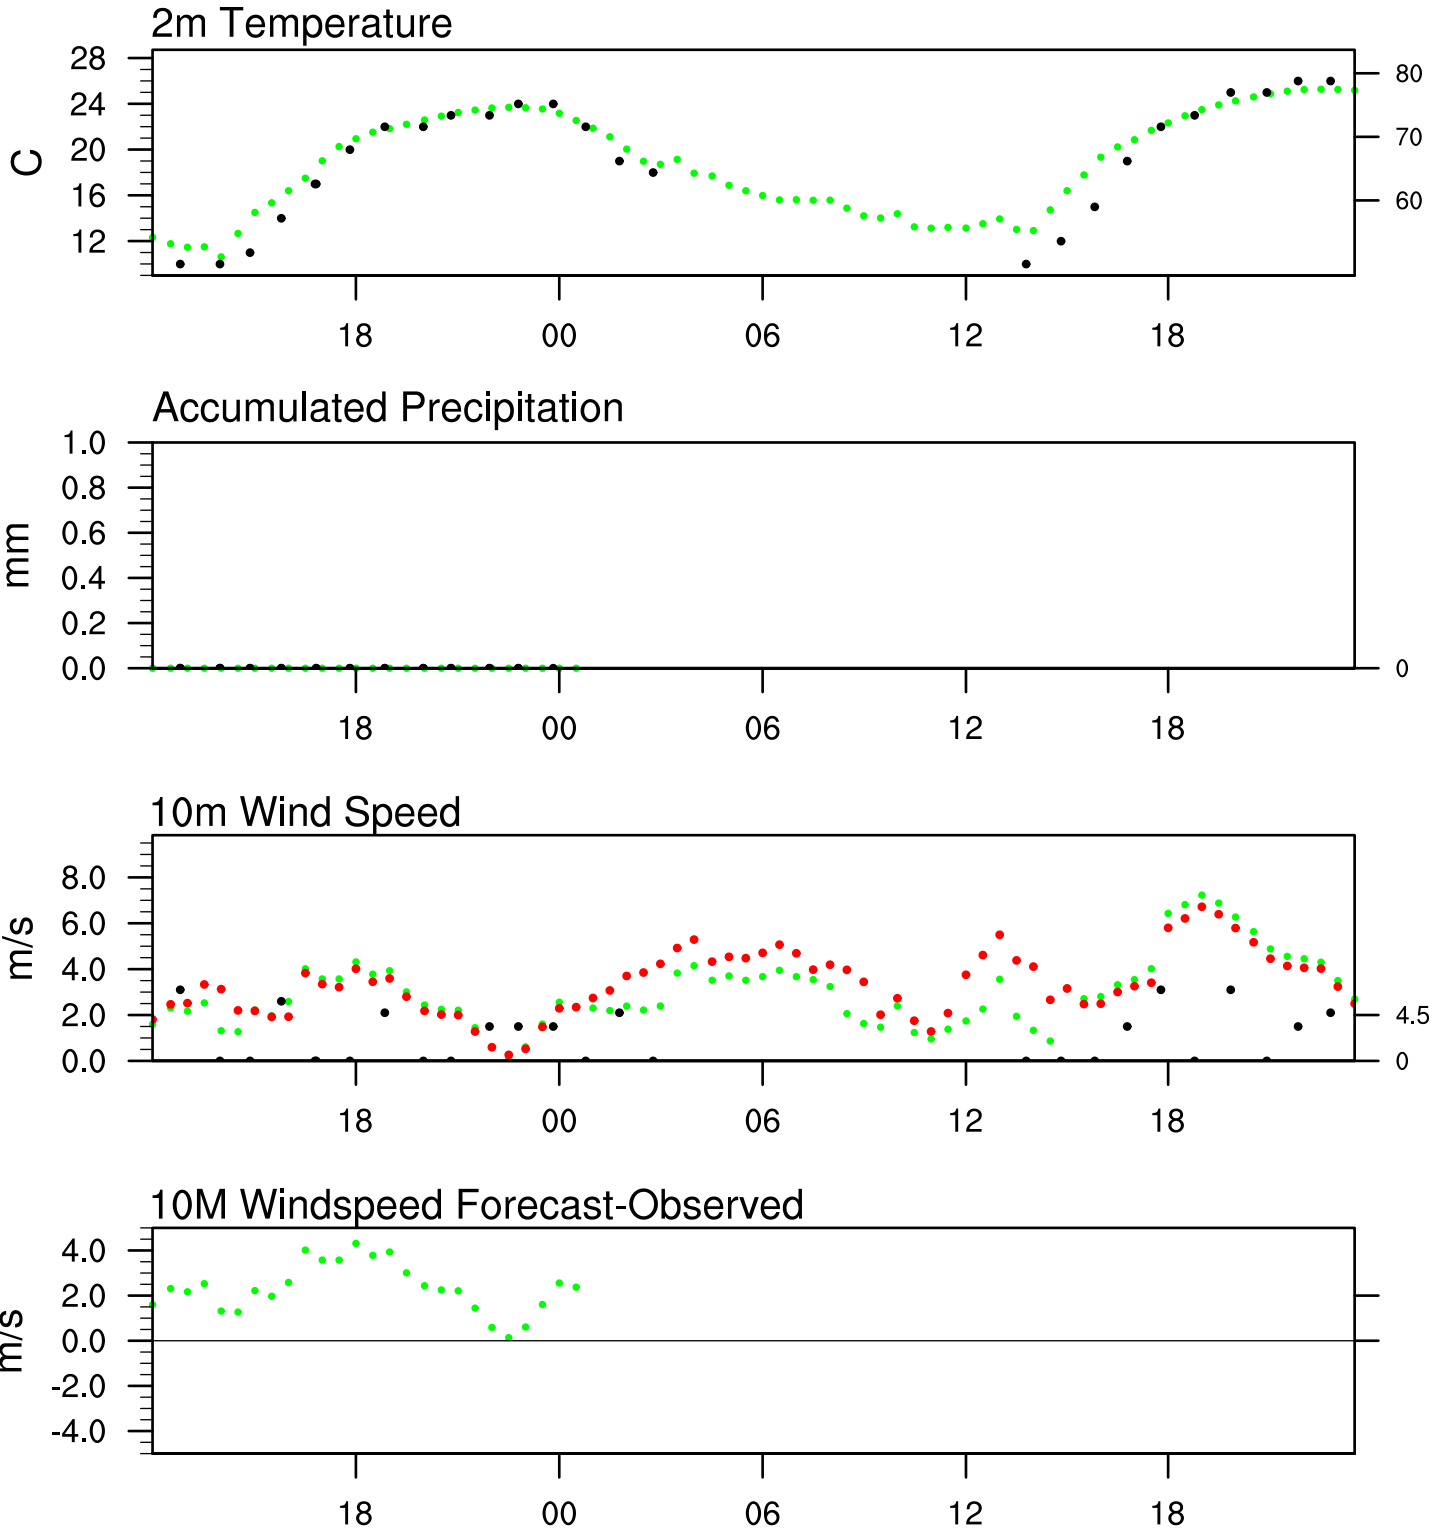 2m Temperature
28
24
20
16
12
C
80
70
60
18 00 06 12 18
Accumulated Precipitation
1.0
0.8
0.6
0.4
0.2
0.0
mm
0
18 00 06 12 18
10m Wind Speed
8.0
6.0
4.0
2.0
0.0
m/s
4.5
0
18 00 06 12 18
10M Windspeed Forecast-Observed
4.0
2.0
0.0
-2.0
-4.0
m/s
18 00 06 12 18